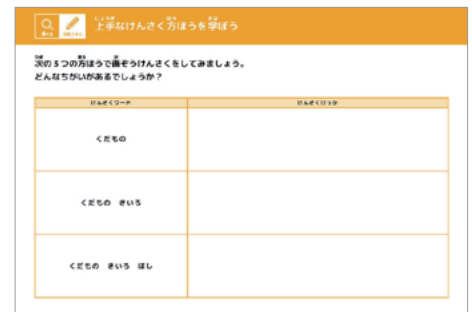 上手なけんさく方ほうを学ぼう
次の3つの方ほうで画ぞうけんさくをしてみましょう。
どんなちがいがあるでしょうか？
けんさくワード
けんさくけっか
くだもの
くだもの きいろ
くだもの きいろ ほし